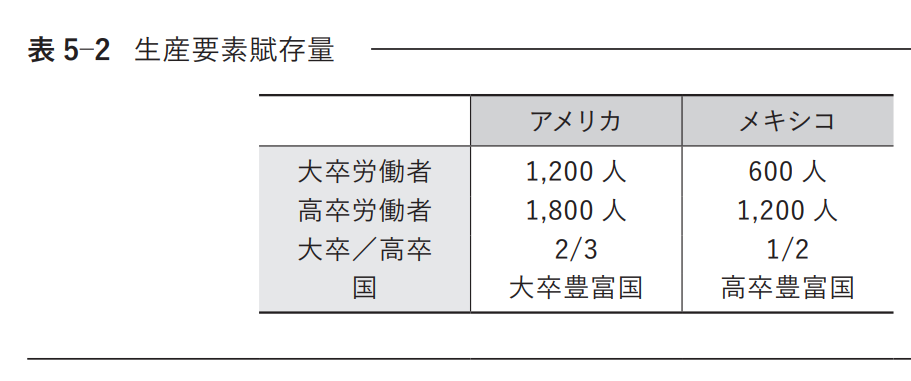 表 5–2 生産要素賦存量
アメリカ メキシコ
大卒労働者 1,200 人 600 人
高卒労働者 1,800 人 1,200 人
大卒／高卒 2/3 1/2
国 大卒豊富国 高卒豊富国